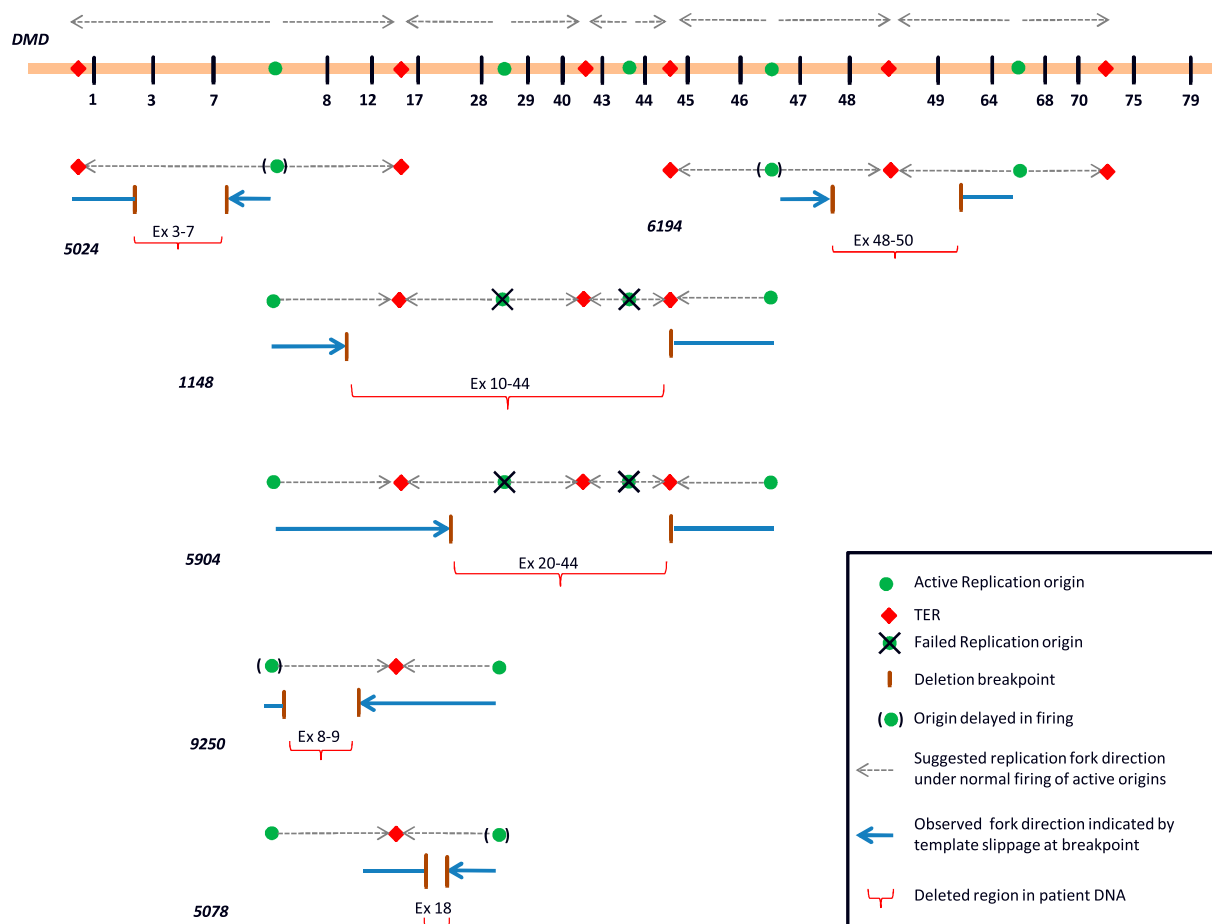 DMD
1 3 7 8 12 17 28 29 40 43 44 45 46 47 48 49 64 68 70 75 79
( )
Ex 3-7
5024
( )
6194
Ex 48-50
1148
Ex 10-44
5904
Ex 20-44
( )
9250
Ex 8-9
( )
5078
Ex 18
Active Replication origin
TER
Failed Replication origin
Deletion breakpoint
( ) Origin delayed in firing
Suggested replication fork direction
under normal firing of active origins
Observed fork direction indicated by
template slippage at breakpoint
Deleted region in patient DNA